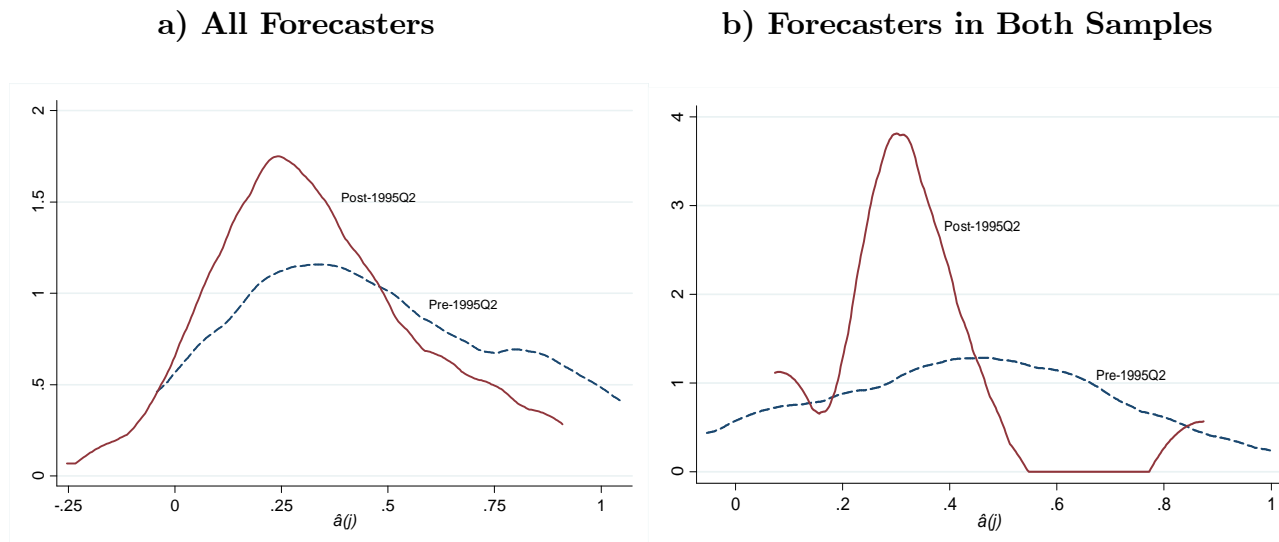 a) All Forecasters
b) Forecasters in Both Samples
2
1.5
1
.5
0
Post-1995Q2
Pre-1995Q2
-.25 0 .25 .5 .75 1
â(j)
4
3
2
1
0
Post-1995Q2
Pre-1995Q2
0 .2 .4 .6 .8 1
â(j)